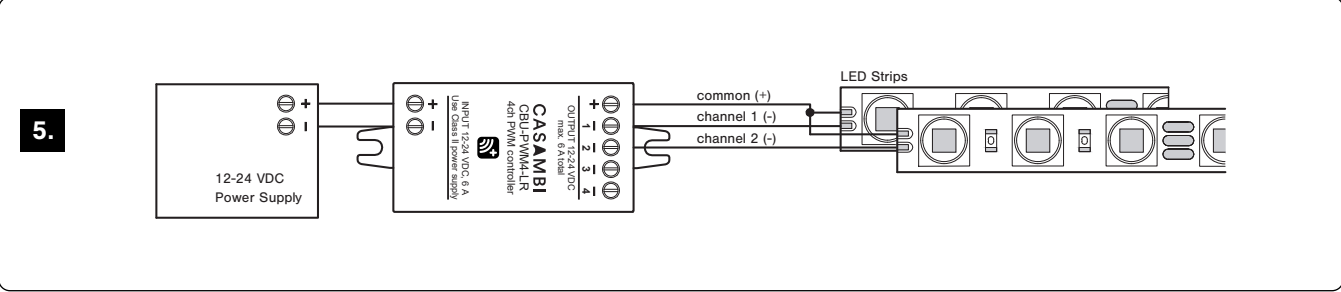 5.
12-24 VDC
Power Supply
+
-
+
-
INPUT 12-24 VDC, 6 A
Use Class II power supply
CASAMBI
CBU-PWM4-LR
4ch PWM controller
OUTPUT 12-24 VDC
max. 6 A total
+
1 -
2 -
3 -
4 -
common (+)
channel 1 (-)
channel 2 (-)
LED Strips